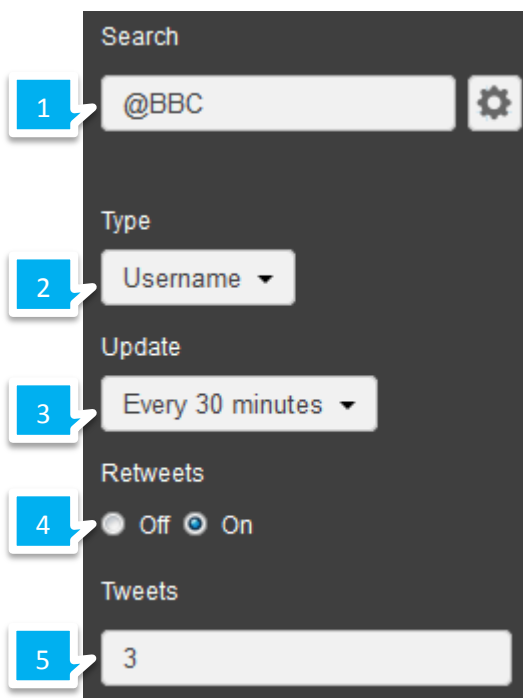 Search
1 @BBC
Type
2 Username
Update
3 Every 30 minutes
Retweets
4 Off On
Tweets
5 3